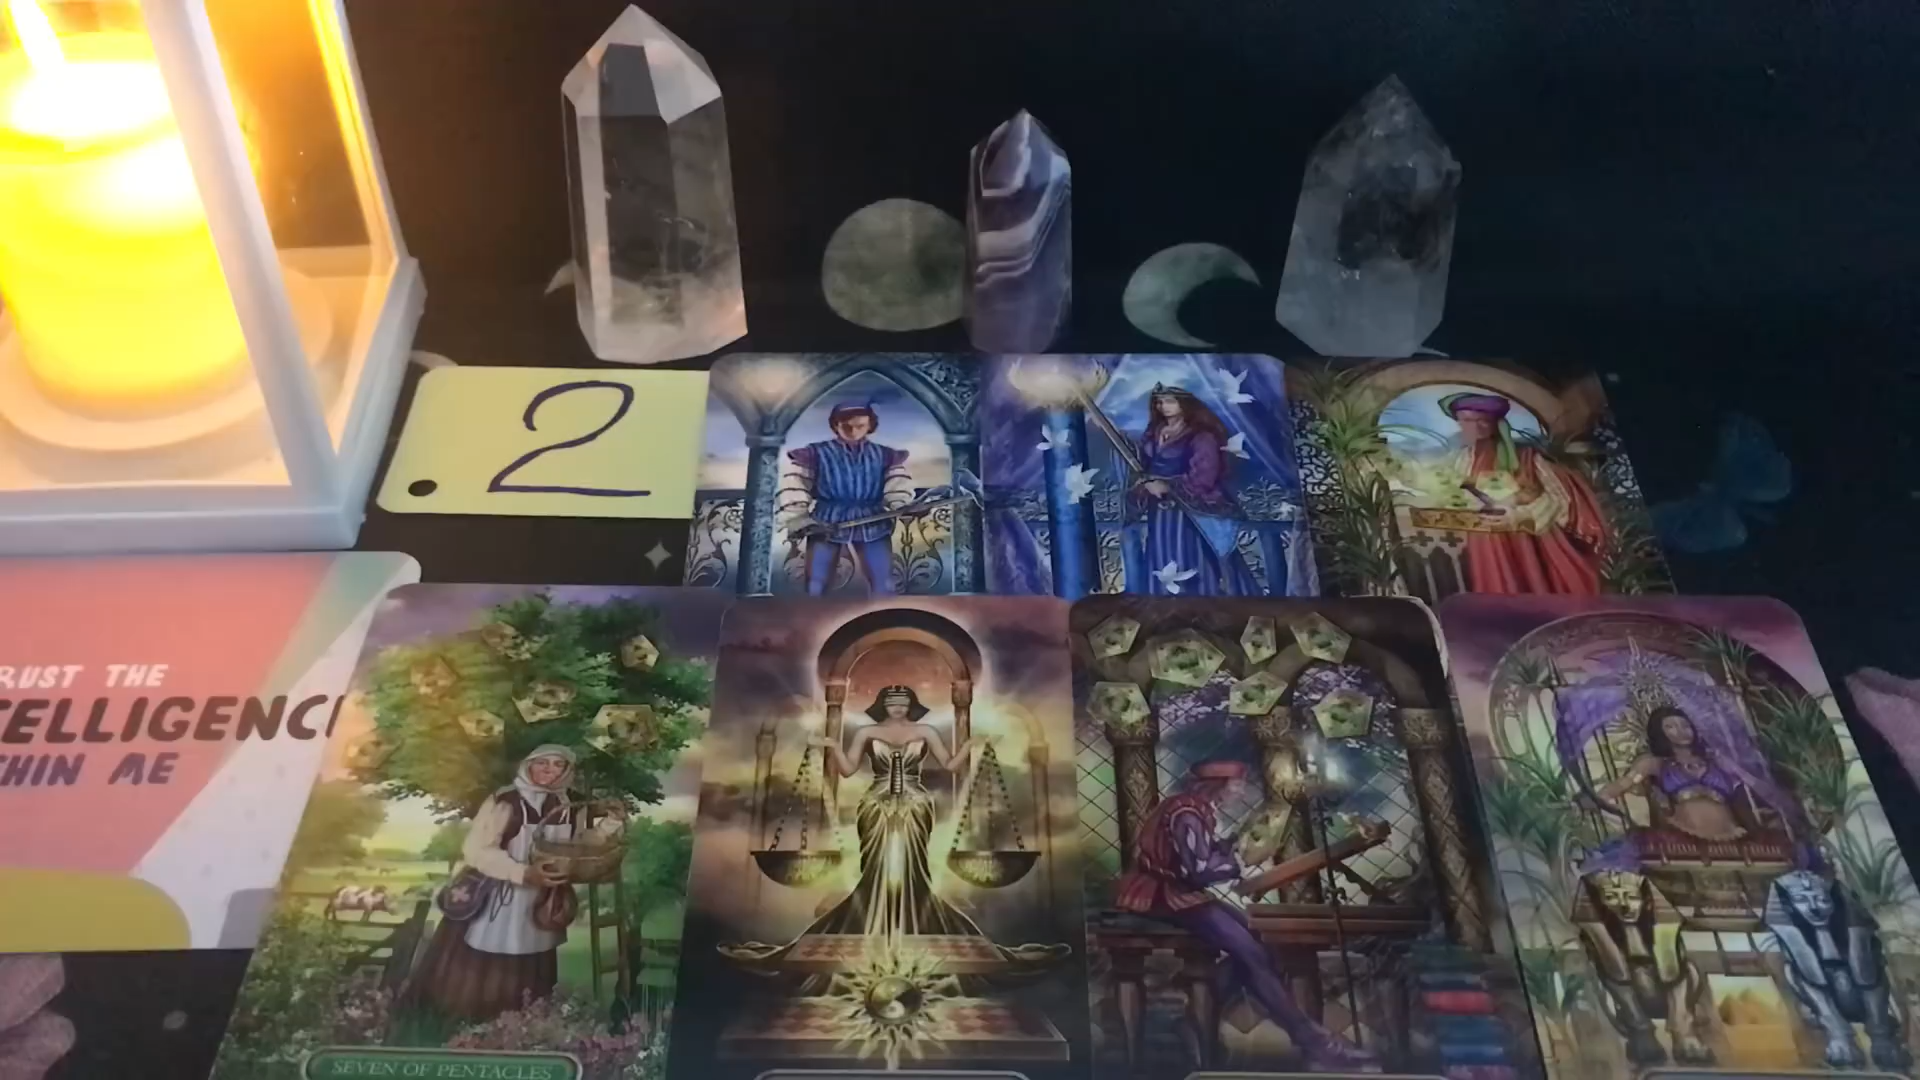 .2
RUST THE
TELLIGENC
THIN ME
SEVEN OF PENTACLES